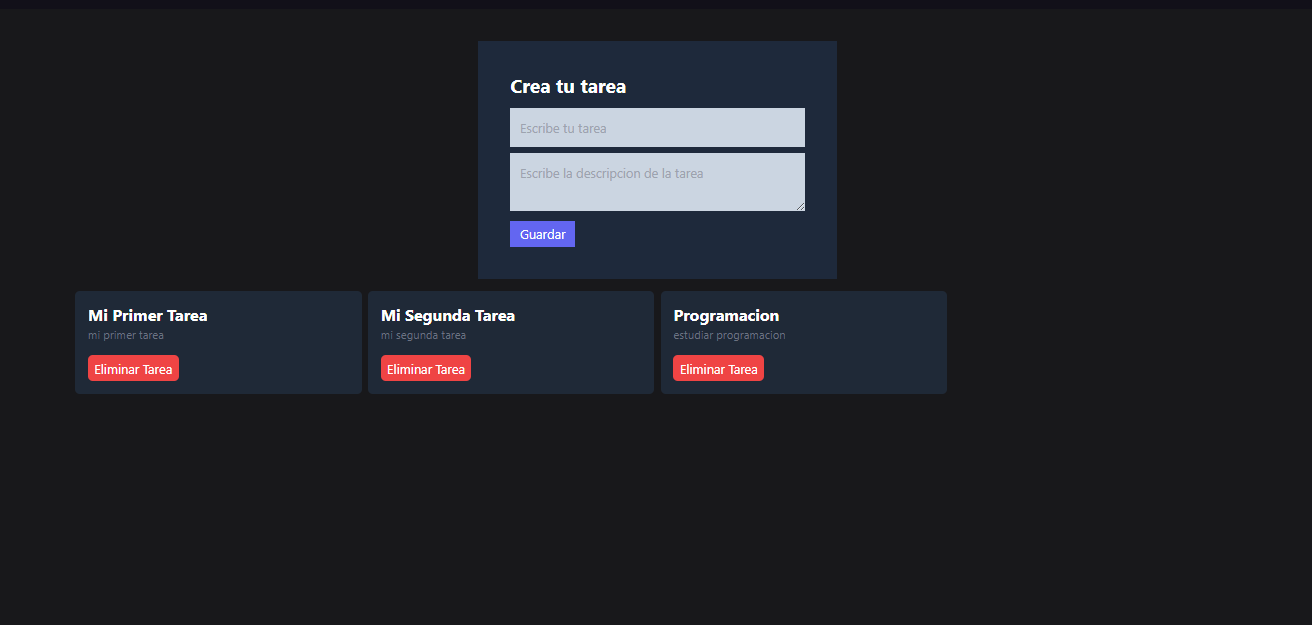 Crea tu tarea
Escribe tu tarea
Escribe la descripcion de la tarea
Guardar
Mi Primer Tarea
mi primer tarea
Eliminar Tarea
Mi Segunda Tarea
mi segunda tarea
Eliminar Tarea
Programacion
estudiar programacion
Eliminar Tarea